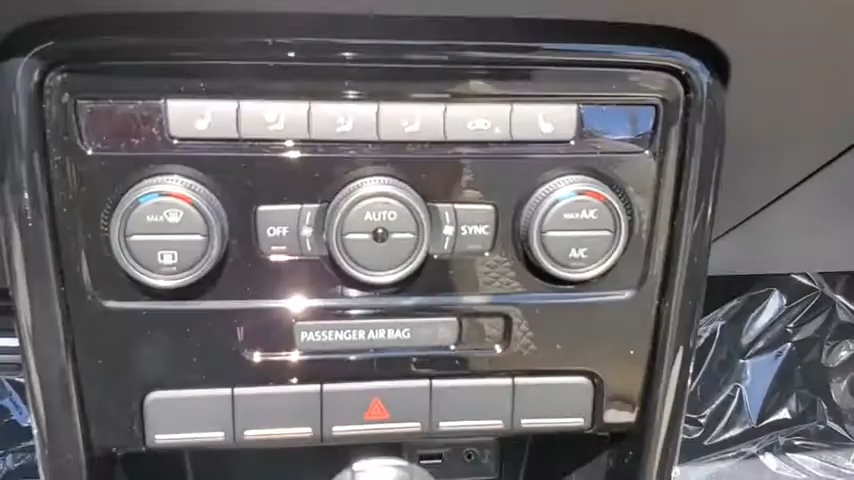 MAX
AUTO
MAX A/C
OFF
SYNC
A/C
PASSENGER AIR BAG